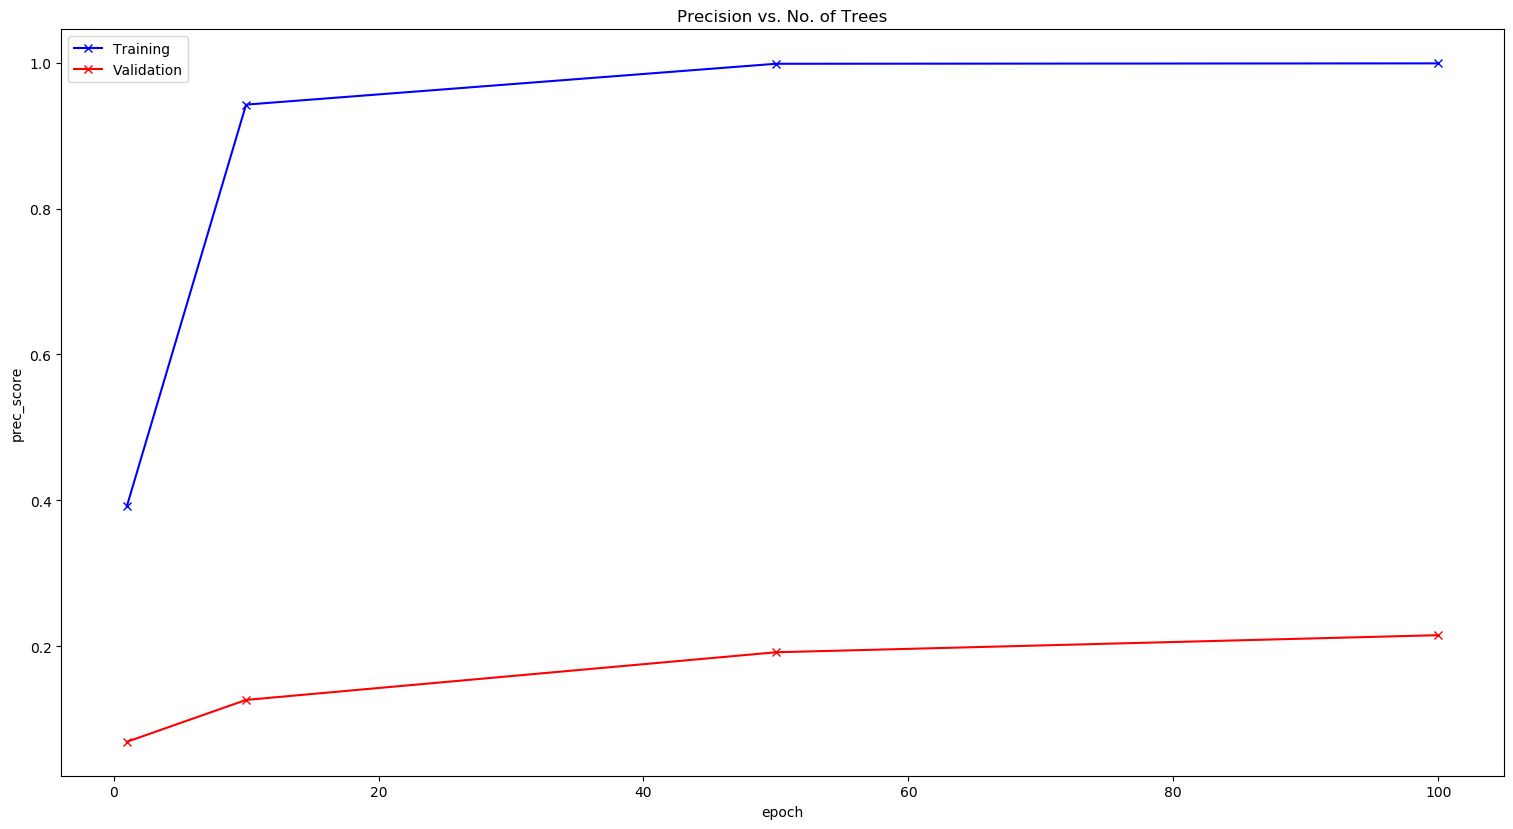 Precision vs. No. of Trees
Training
Validation
1.0
0.8
0.6
0.4
0.2
prec_score
0 20 40 60 80 100
epoch